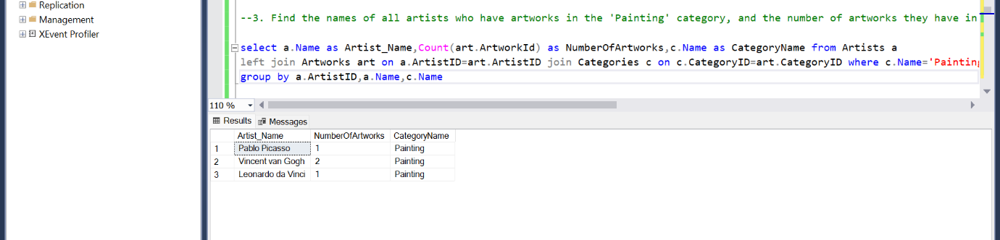 Replication
Management
XEvent Profiler
--3. Find the names of all artists who have artworks in the 'Painting' category, and the number of artworks they have in
select a.Name as Artist_Name,Count(art.ArtworkId) as NumberOfArtworks,c.Name as CategoryName from Artists a
left join Artworks art on a.ArtistID=art.ArtistID join Categories c on c.CategoryID=art.CategoryID where c.Name='Painting
group by a.ArtistID,a.Name,c.Name
110 %
Results Messages
Artist_Name NumberOfArtworks CategoryName
1 Pablo Picasso 1 Painting
2 Vincent van Gogh 2 Painting
3 Leonardo da Vinci 1 Painting